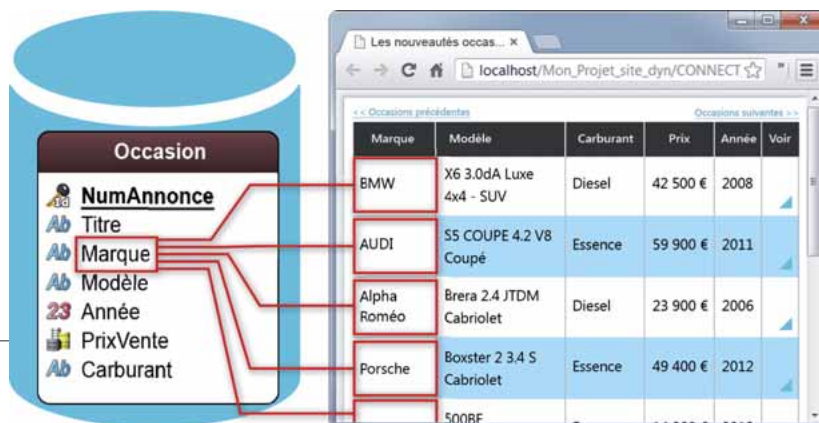 Occasion
NumAnnonce
Titre
Marque
Modèle
Année
PrixVente
Carburant
Les nouveautés occas... ×
localhost/Mon_Projet_site_dyn/CONNECT
<< Occasions précédentes Occasions suivantes >>
Marque Modèle Carburant Prix Année Voir
BMW X6 3.0dA Luxe 4x4 - SUV Diesel 42 500 € 2008
AUDI S5 COUPE 4.2 V8 Coupé Essence 59 900 € 2011
Alpha Roméo Brera 2.4 JTDM Cabriolet Diesel 23 900 € 2006
Porsche Boxster 2 3.4 S Cabriolet Essence 49 400 € 2012